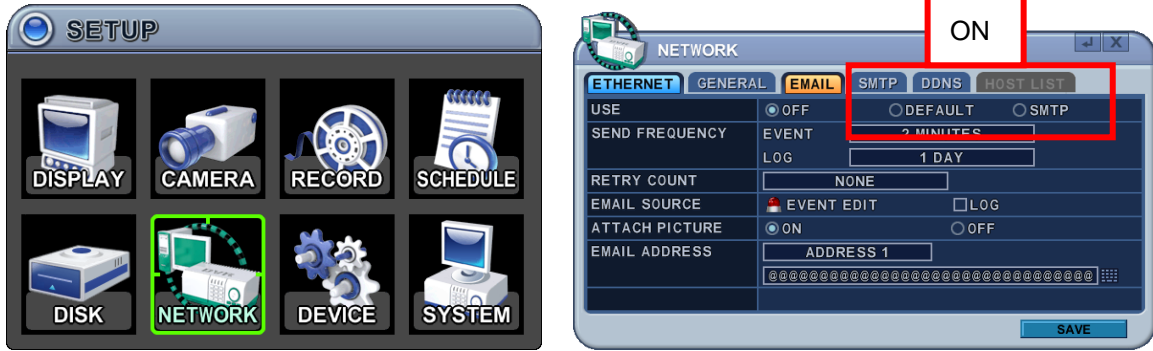 SETUP
DISPLAY CAMERA RECORD SCHEDULE
DISK NETWORK DEVICE SYSTEM
ON
NETWORK
ETHERNET GENERAL EMAIL SMTP DDNS HOST LIST
USE OFF DEFAULT SMTP
SEND FREQUENCY EVENT 2 MINUTES
LOG 1 DAY
RETRY COUNT NONE
EMAIL SOURCE EVENT EDIT LOG
ATTACH PICTURE ON OFF
EMAIL ADDRESS ADDRESS 1
@@@@@@@@@@@@@@@@@@@@@@@@@@@@@@@@
SAVE